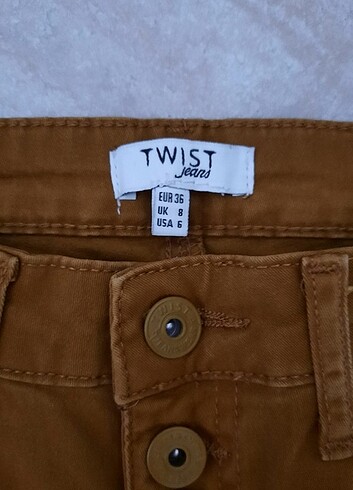 TWIST
jeans
EUR 36
UK 8
USA 6